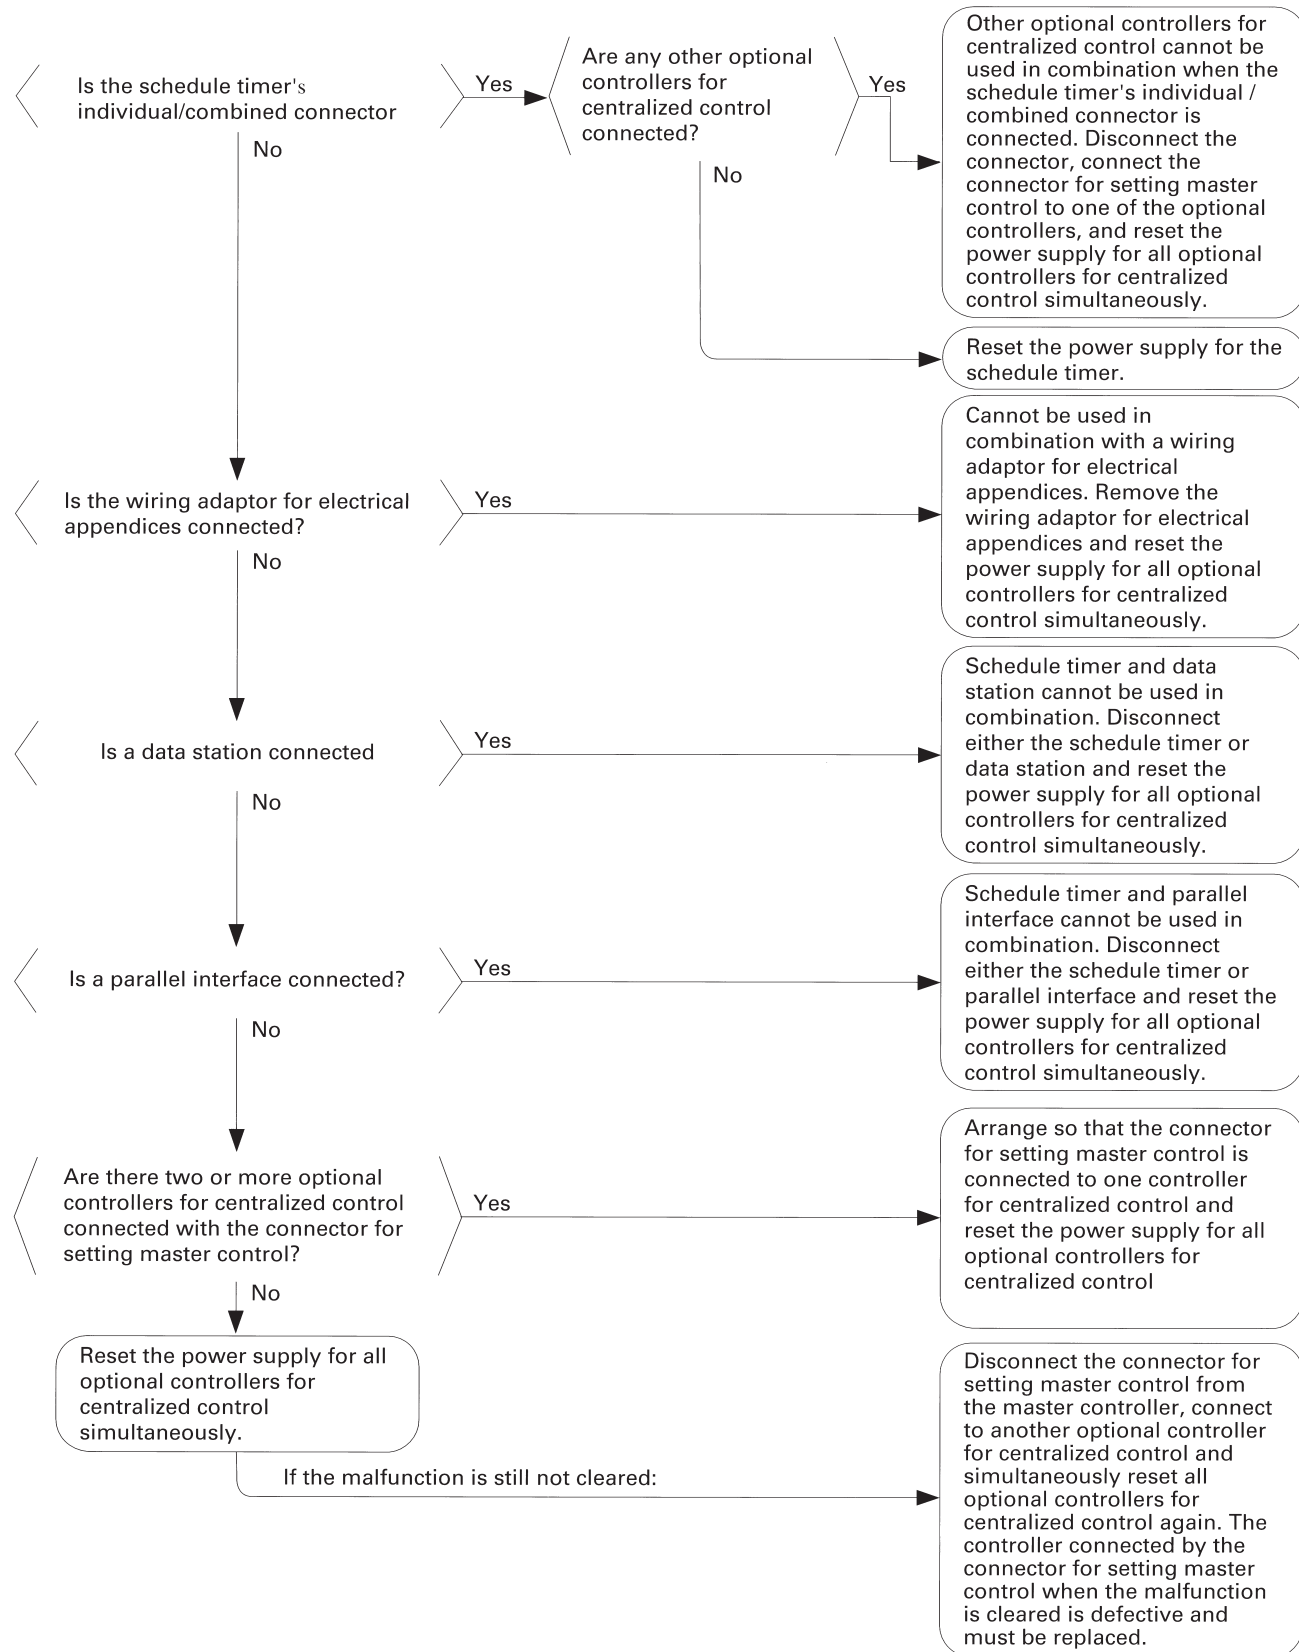 Is the schedule timer's
individual/combined connector
Yes
No
Are any other optional
controllers for
centralized control
connected?
Yes
No
Other optional controllers for
centralized control cannot be
used in combination when the
schedule timer's individual /
combined connector is
connected. Disconnect the
connector, connect the
connector for setting master
control to one of the optional
controllers, and reset the
power supply for all optional
controllers for centralized
control simultaneously.
Reset the power supply for the
schedule timer.
Is the wiring adaptor for electrical
appendices connected?
Yes
No
Cannot be used in
combination with a wiring
adaptor for electrical
appendices. Remove the
wiring adaptor for electrical
appendices and reset the
power supply for all optional
controllers for centralized
control simultaneously.
Is a data station connected
Yes
No
Schedule timer and data
station cannot be used in
combination. Disconnect
either the schedule timer or
data station and reset the
power supply for all optional
controllers for centralized
control simultaneously.
Is a parallel interface connected?
Yes
No
Schedule timer and parallel
interface cannot be used in
combination. Disconnect
either the schedule timer or
parallel interface and reset the
power supply for all optional
controllers for centralized
control simultaneously.
Are there two or more optional
controllers for centralized control
connected with the connector for
setting master control?
Yes
No
Arrange so that the connector
for setting master control is
connected to one controller
for centralized control and
reset the power supply for all
optional controllers for
centralized control
Reset the power supply for all
optional controllers for
centralized control
simultaneously.
If the malfunction is still not cleared:
Disconnect the connector for
setting master control from
the master controller, connect
to another optional controller
for centralized control and
simultaneously reset all
optional controllers for
centralized control again. The
controller connected by the
connector for setting master
control when the malfunction
is cleared is defective and
must be replaced.